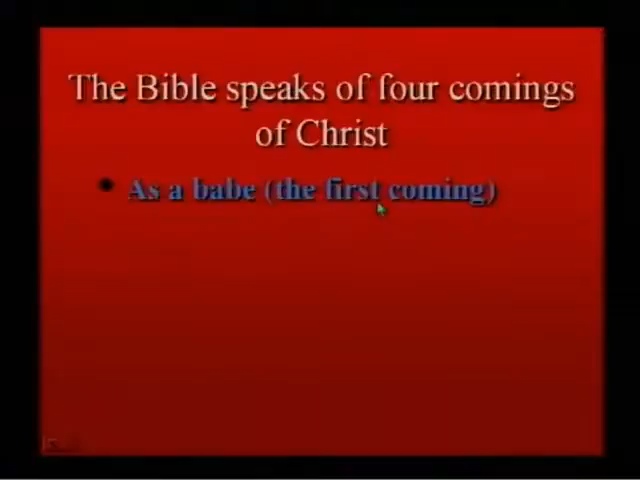 The Bible speaks of four comings
of Christ
• As a babe (the first coming)